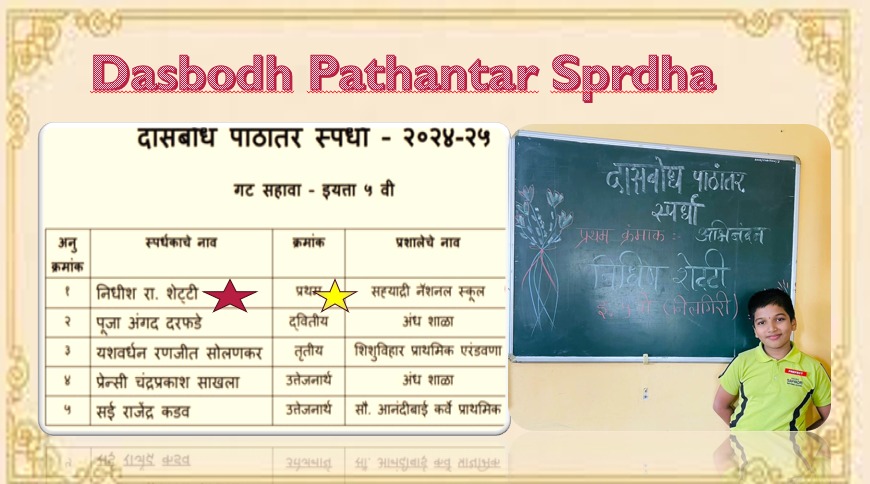 Dasbodh Pathantar Sprdha
दासबोध पाठांतर स्पर्धा - २०२४-२५
गट सहावा - इयत्ता ५ वी
अनु क्रमांक स्पर्धकाचे नाव क्रमांक प्रशालेचे नाव
१ निधीश रा. शेट्टी प्रथम सह्याद्री नॅशनल स्कूल
२ पूजा अंगद दरफडे द्वितीय अंध शाळा
३ यशवर्धन रणजीत सोलणकर तृतीय शिशुविहार प्राथमिक एरंडवणा
४ प्रेन्सी चंद्रप्रकाश साखला उत्तेजनार्थ अंध शाळा
५ सई राजेंद्र कडव उत्तेजनार्थ सौ. आनंदीबाई कर्वे प्राथमिक
दासबोध पाठांतर
स्पर्धा
प्रथम क्रमांक :- अभिनंदन
निधिष शेट्टी
(नीलगिरी)